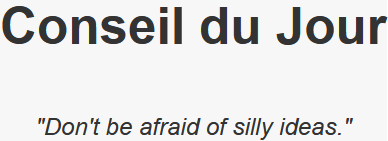 Conseil du Jour
"Don't be afraid of silly ideas."